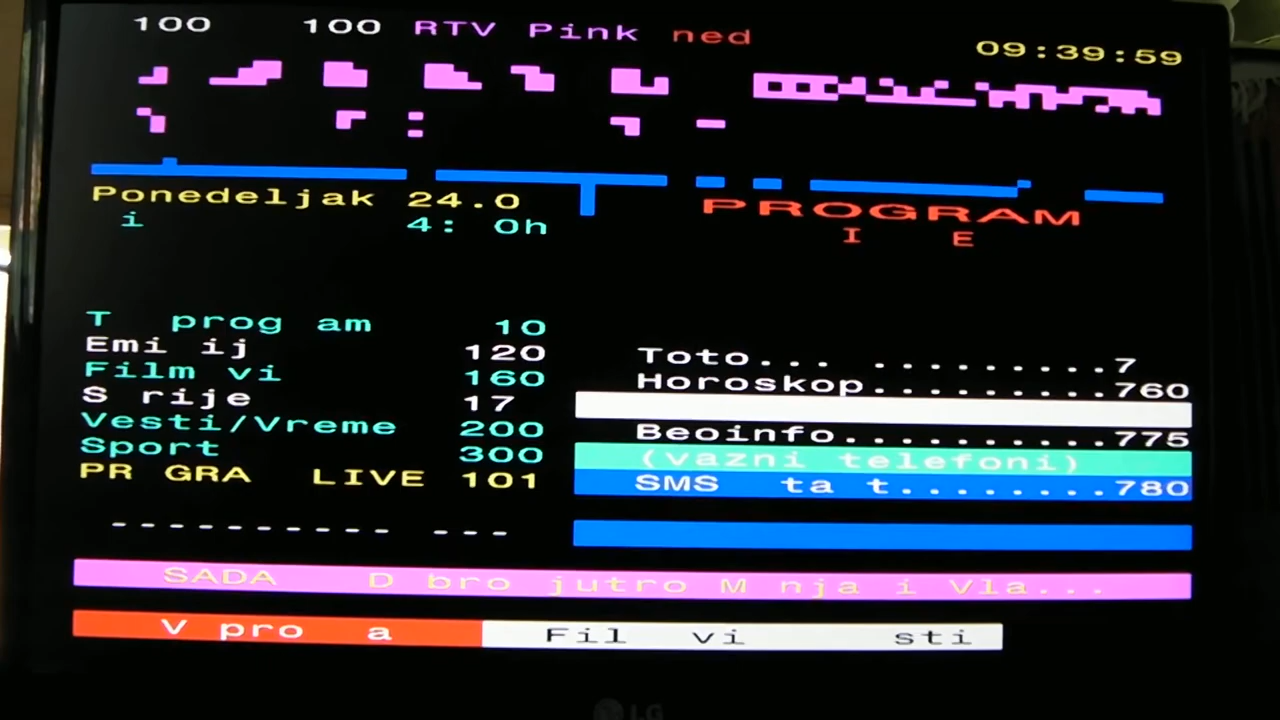 100 100 RTV Pink ned 09:39:59
Ponedeljak 24.0
PROGRAM
i 4: 0h
I E
T prog am 10
Emi ij 120
Film vi 160
S rije 17
Vesti/Vreme 200
Sport 300
PR GRA LIVE 101
---------- ---
Toto... .........7
Horoskop.........760
Beoinfo..........775
(vazni telefoni)
SMS ta t........780
SADA D bro jutro M nja i Vla...
V pro a Fil vi sti
LG